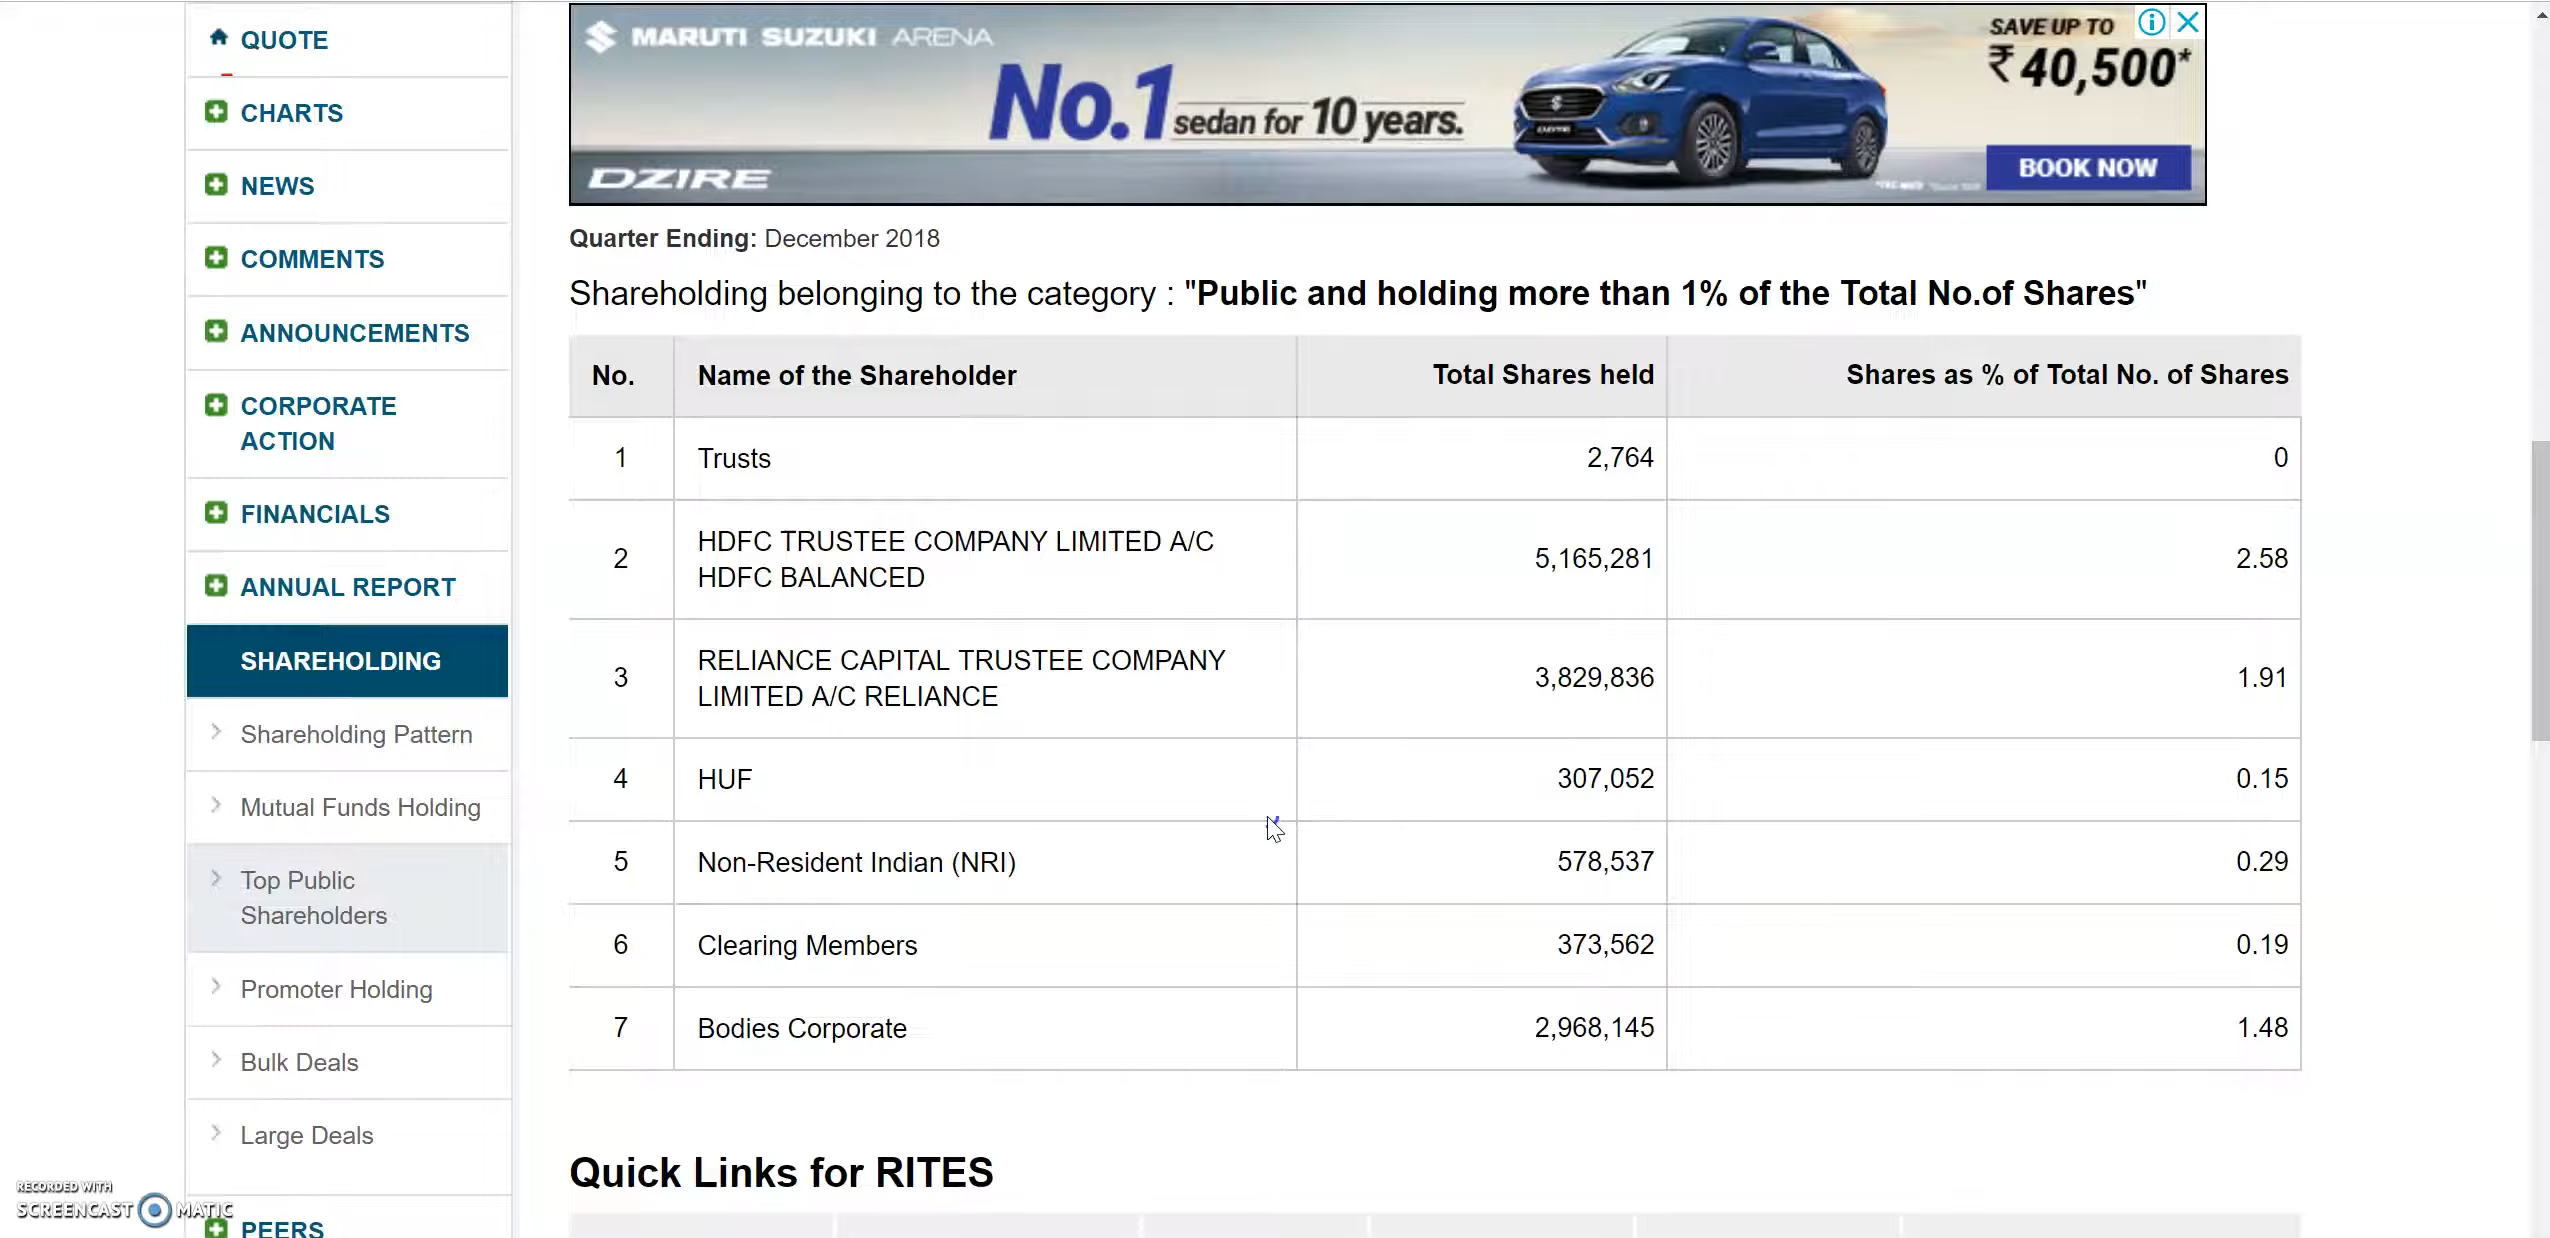 QUOTE
CHARTS
NEWS
COMMENTS
ANNOUNCEMENTS
CORPORATE
ACTION
FINANCIALS
ANNUAL REPORT
SHAREHOLDING
Shareholding Pattern
Mutual Funds Holding
Top Public
Shareholders
Promoter Holding
Bulk Deals
Large Deals
PEERS
RECORDED WITH
SCREENCAST MATIC
MARUTI SUZUKI ARENA
No.1 sedan for 10 years.
DZIRE
SAVE UP TO
₹40,500*
BOOK NOW
Quarter Ending: December 2018
Shareholding belonging to the category : "Public and holding more than 1% of the Total No.of Shares"
No. Name of the Shareholder Total Shares held Shares as % of Total No. of Shares
1 Trusts 2,764 0
2 HDFC TRUSTEE COMPANY LIMITED A/C
HDFC BALANCED 5,165,281 2.58
3 RELIANCE CAPITAL TRUSTEE COMPANY
LIMITED A/C RELIANCE 3,829,836 1.91
4 HUF 307,052 0.15
5 Non-Resident Indian (NRI) 578,537 0.29
6 Clearing Members 373,562 0.19
7 Bodies Corporate 2,968,145 1.48
Quick Links for RITES